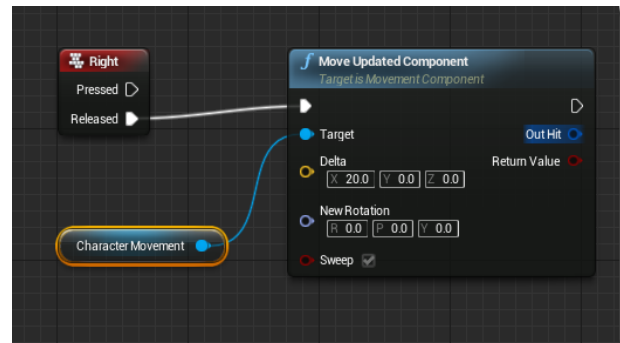 Right
Pressed
Released
Character Movement
f Move Updated Component
Target is Movement Component
Target
Out Hit
Delta
Return Value
X 20.0 Y 0.0 Z 0.0
New Rotation
R 0.0 P 0.0 Y 0.0
Sweep